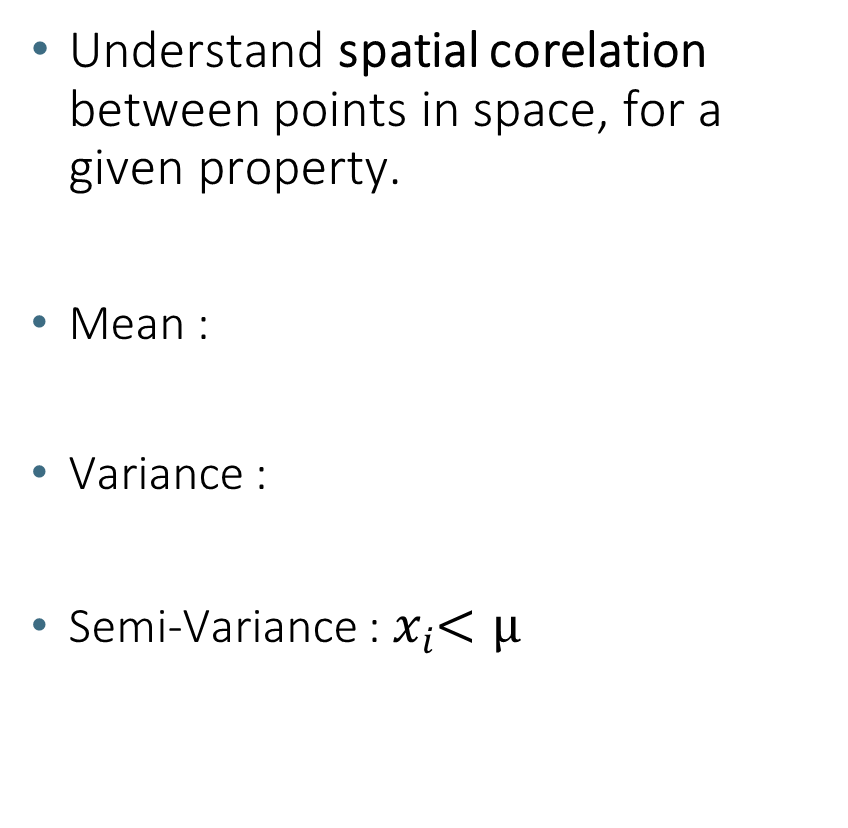 • Understand spatial corelation
between points in space, for a
given property.
• Mean :
• Variance :
• Semi-Variance : 𝑥ᵢ< μ